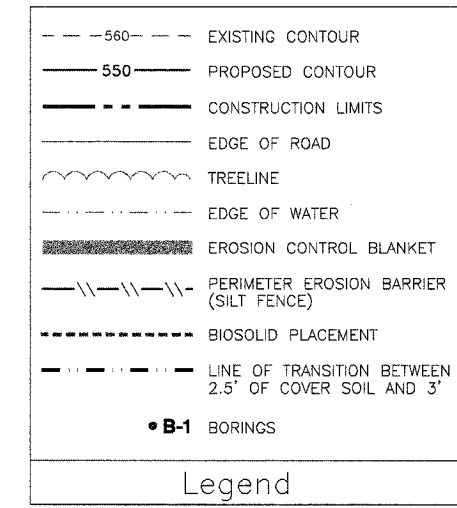 560 EXISTING CONTOUR
550 PROPOSED CONTOUR
CONSTRUCTION LIMITS
EDGE OF ROAD
TREELINE
EDGE OF WATER
EROSION CONTROL BLANKET
PERIMETER EROSION BARRIER
(SILT FENCE)
BIOSOLID PLACEMENT
LINE OF TRANSITION BETWEEN
2.5' OF COVER SOIL AND 3'
B-1 BORINGS
Legend